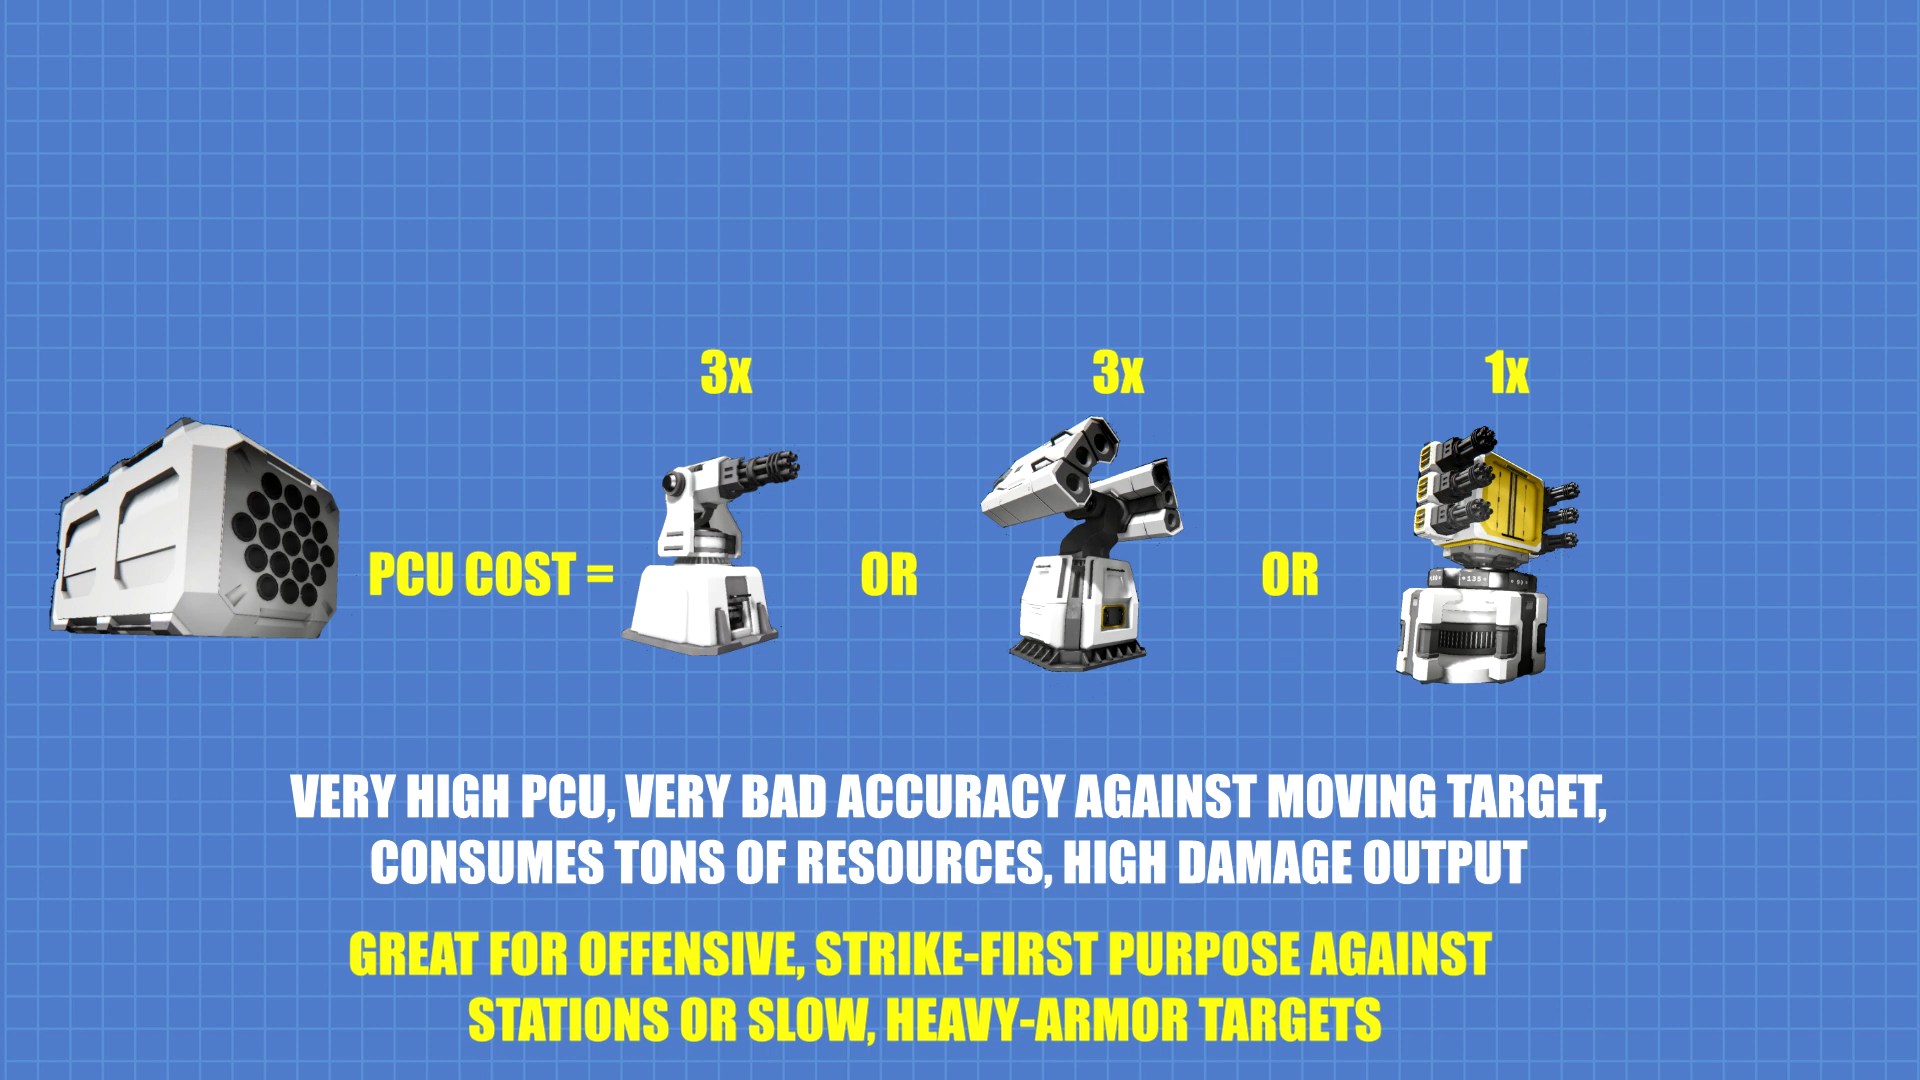 3x 3x 1x
PCU COST = OR OR
VERY HIGH PCU, VERY BAD ACCURACY AGAINST MOVING TARGET,
CONSUMES TONS OF RESOURCES, HIGH DAMAGE OUTPUT
GREAT FOR OFFENSIVE, STRIKE-FIRST PURPOSE AGAINST
STATIONS OR SLOW, HEAVY-ARMOR TARGETS